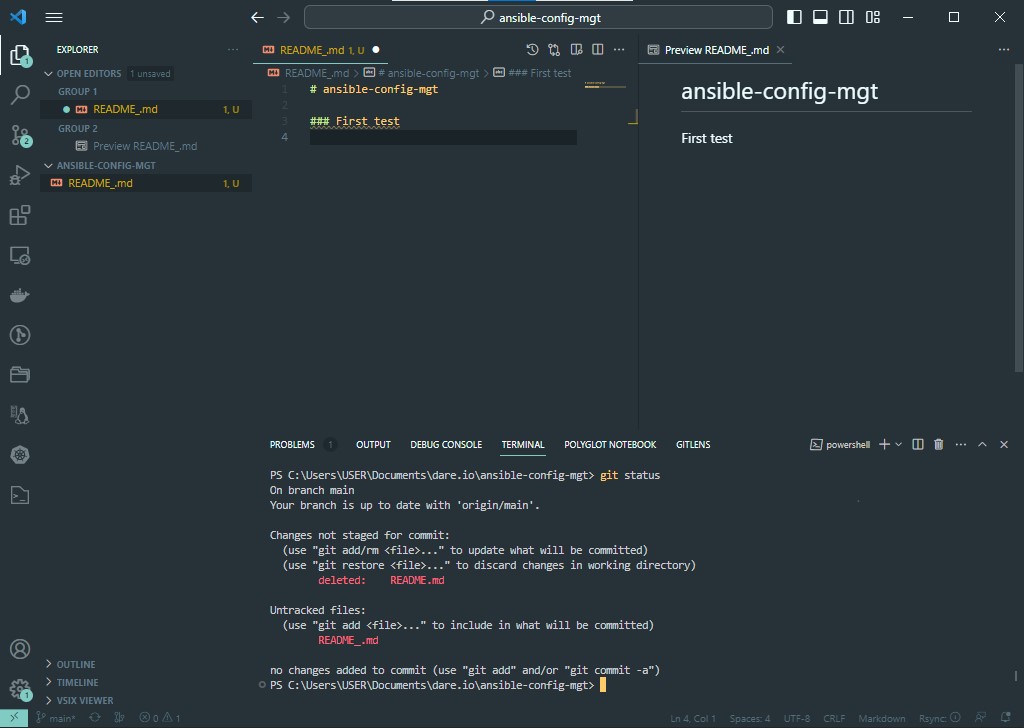 ansible-config-mgt
EXPLORER
OPEN EDITORS 1 unsaved
GROUP 1
README_.md 1, U
GROUP 2
Preview README_.md
ANSIBLE-CONFIG-MGT
README_.md 1, U
OUTLINE
TIMELINE
VSIX VIEWER
README_.md 1, U
README_.md > # ansible-config-mgt > ### First test
1 # ansible-config-mgt
2
3 ### First test
4
Preview README_.md
ansible-config-mgt
First test
PROBLEMS 1 OUTPUT DEBUG CONSOLE TERMINAL POLYGLOT NOTEBOOK GITLENS
powershell
PS C:\Users\USER\Documents\dare.io\ansible-config-mgt> git status
On branch main
Your branch is up to date with 'origin/main'.
Changes not staged for commit:
(use "git add/rm <file>..." to update what will be committed)
(use "git restore <file>..." to discard changes in working directory)
deleted: README.md
Untracked files:
(use "git add <file>..." to include in what will be committed)
README_.md
no changes added to commit (use "git add" and/or "git commit -a")
PS C:\Users\USER\Documents\dare.io\ansible-config-mgt>
1
2
1
main* 0 1 Ln 4, Col 1 Spaces: 4 UTF-8 CRLF Markdown Rsync: